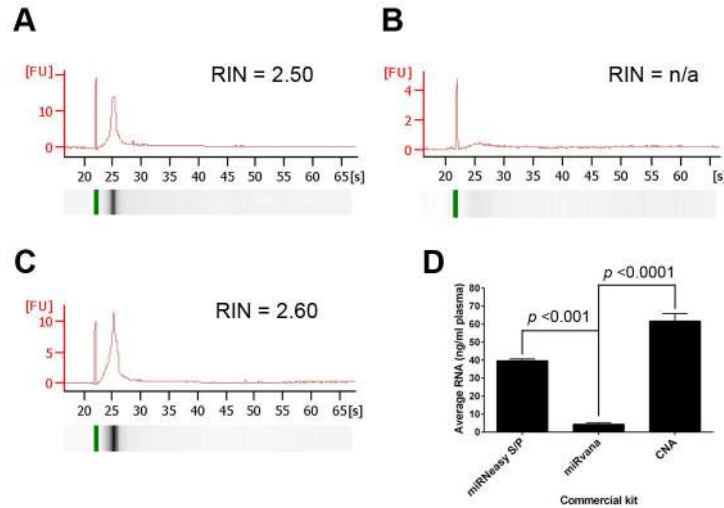 A
[FU]
RIN = 2.50
10
0
20 25 30 35 40 45 50 55 60 65[s]
B
[FU]
RIN = n/a
4
2
0
20 25 30 35 40 45 50 55 60 [s]
C
[FU]
RIN = 2.60
10
5
0
20 25 30 35 40 45 50 55 60 65[s]
D
p <0.0001
p <0.001
Average RNA (ng/ml plasma)
80
70
60
50
40
30
20
10
0
miRNeasy S/P
miRvana
CNA
Commercial kit